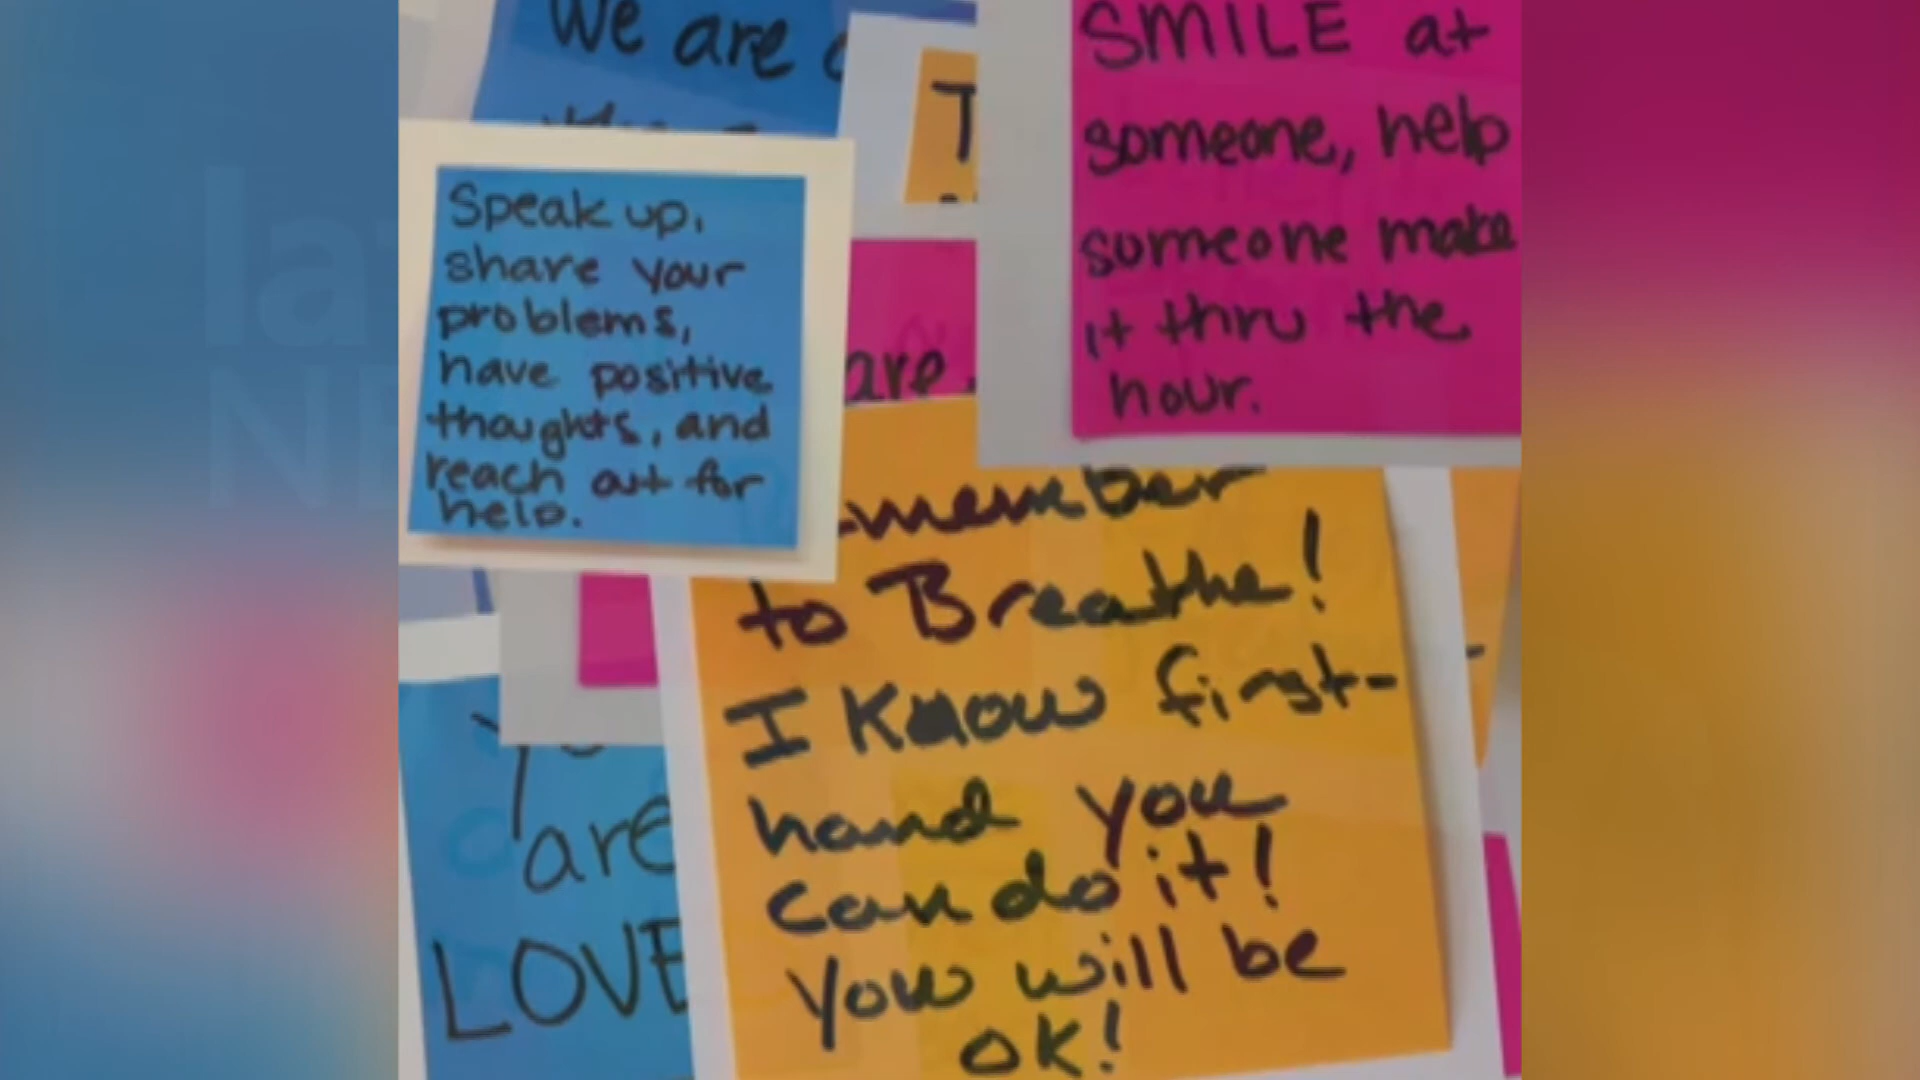 We are
T
SMILE at
someone, help
someone make
it thru the
hour.
Speak up,
share your
problems,
have positive
thoughts, and
reach out for
help.
are.
to Breathe!
I Know first-
hand you
can do it!
You will be
OK!
are
LOVE